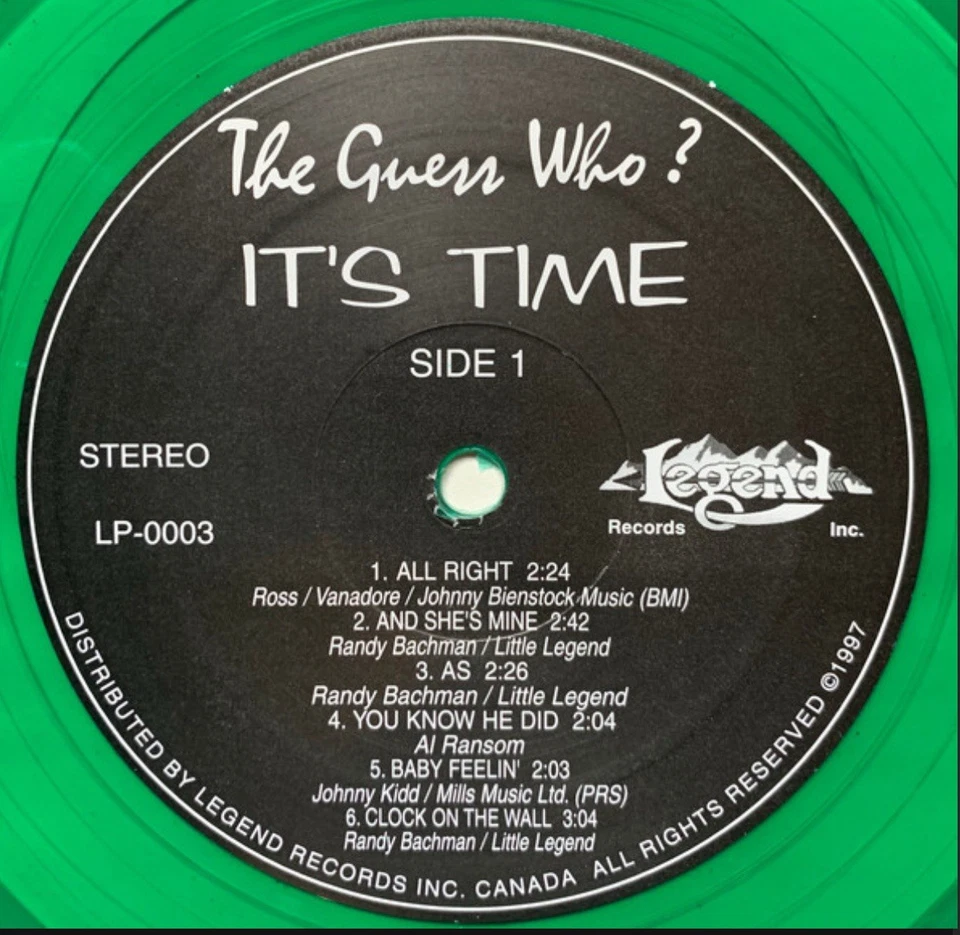 The Guess Who ?
IT'S TIME
SIDE 1
STEREO
LP-0003
Legend
Records Inc.
1. ALL RIGHT 2:24
Ross / Vanadore / Johnny Bienstock Music (BMI)
2. AND SHE'S MINE 2:42
Randy Bachman / Little Legend
3. AS 2:26
Randy Bachman / Little Legend
4. YOU KNOW HE DID 2:04
Al Ransom
5. BABY FEELIN' 2:03
Johnny Kidd / Mills Music Ltd. (PRS)
6. CLOCK ON THE WALL 3:04
Randy Bachman / Little Legend
DISTRIBUTED BY LEGEND RECORDS INC. CANADA ALL RIGHTS RESERVED ©1997